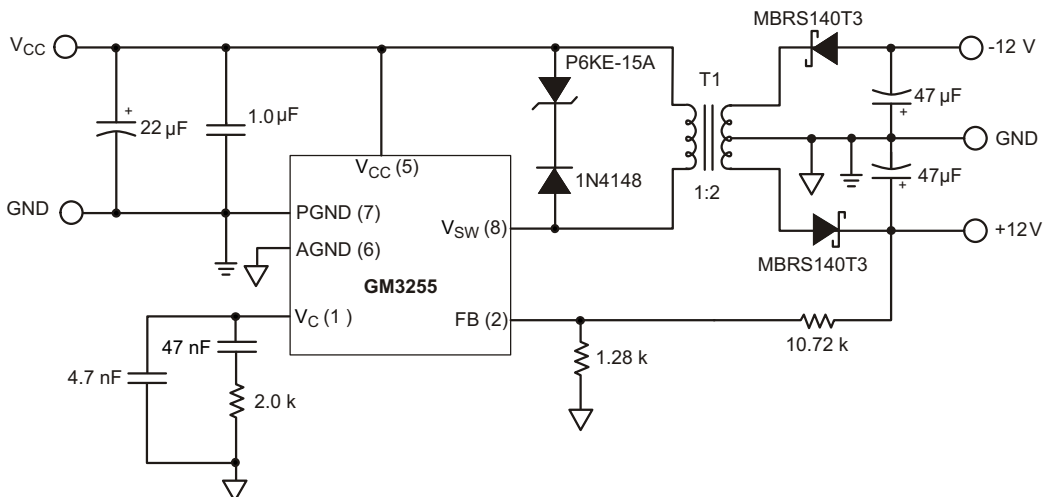 MBRS140T3
VCC
-12 V
P6KE-15A
T1
+
22 µF
1.0 µF
47 µF
+
VCC (5)
GND
1N4148
1:2
47µF
+
GND
PGND (7)
VSW (8)
+12V
AGND (6)
MBRS140T3
GM3255
VC (1 )
FB (2)
47 nF
1.28 k
10.72 k
4.7 nF
2.0 k